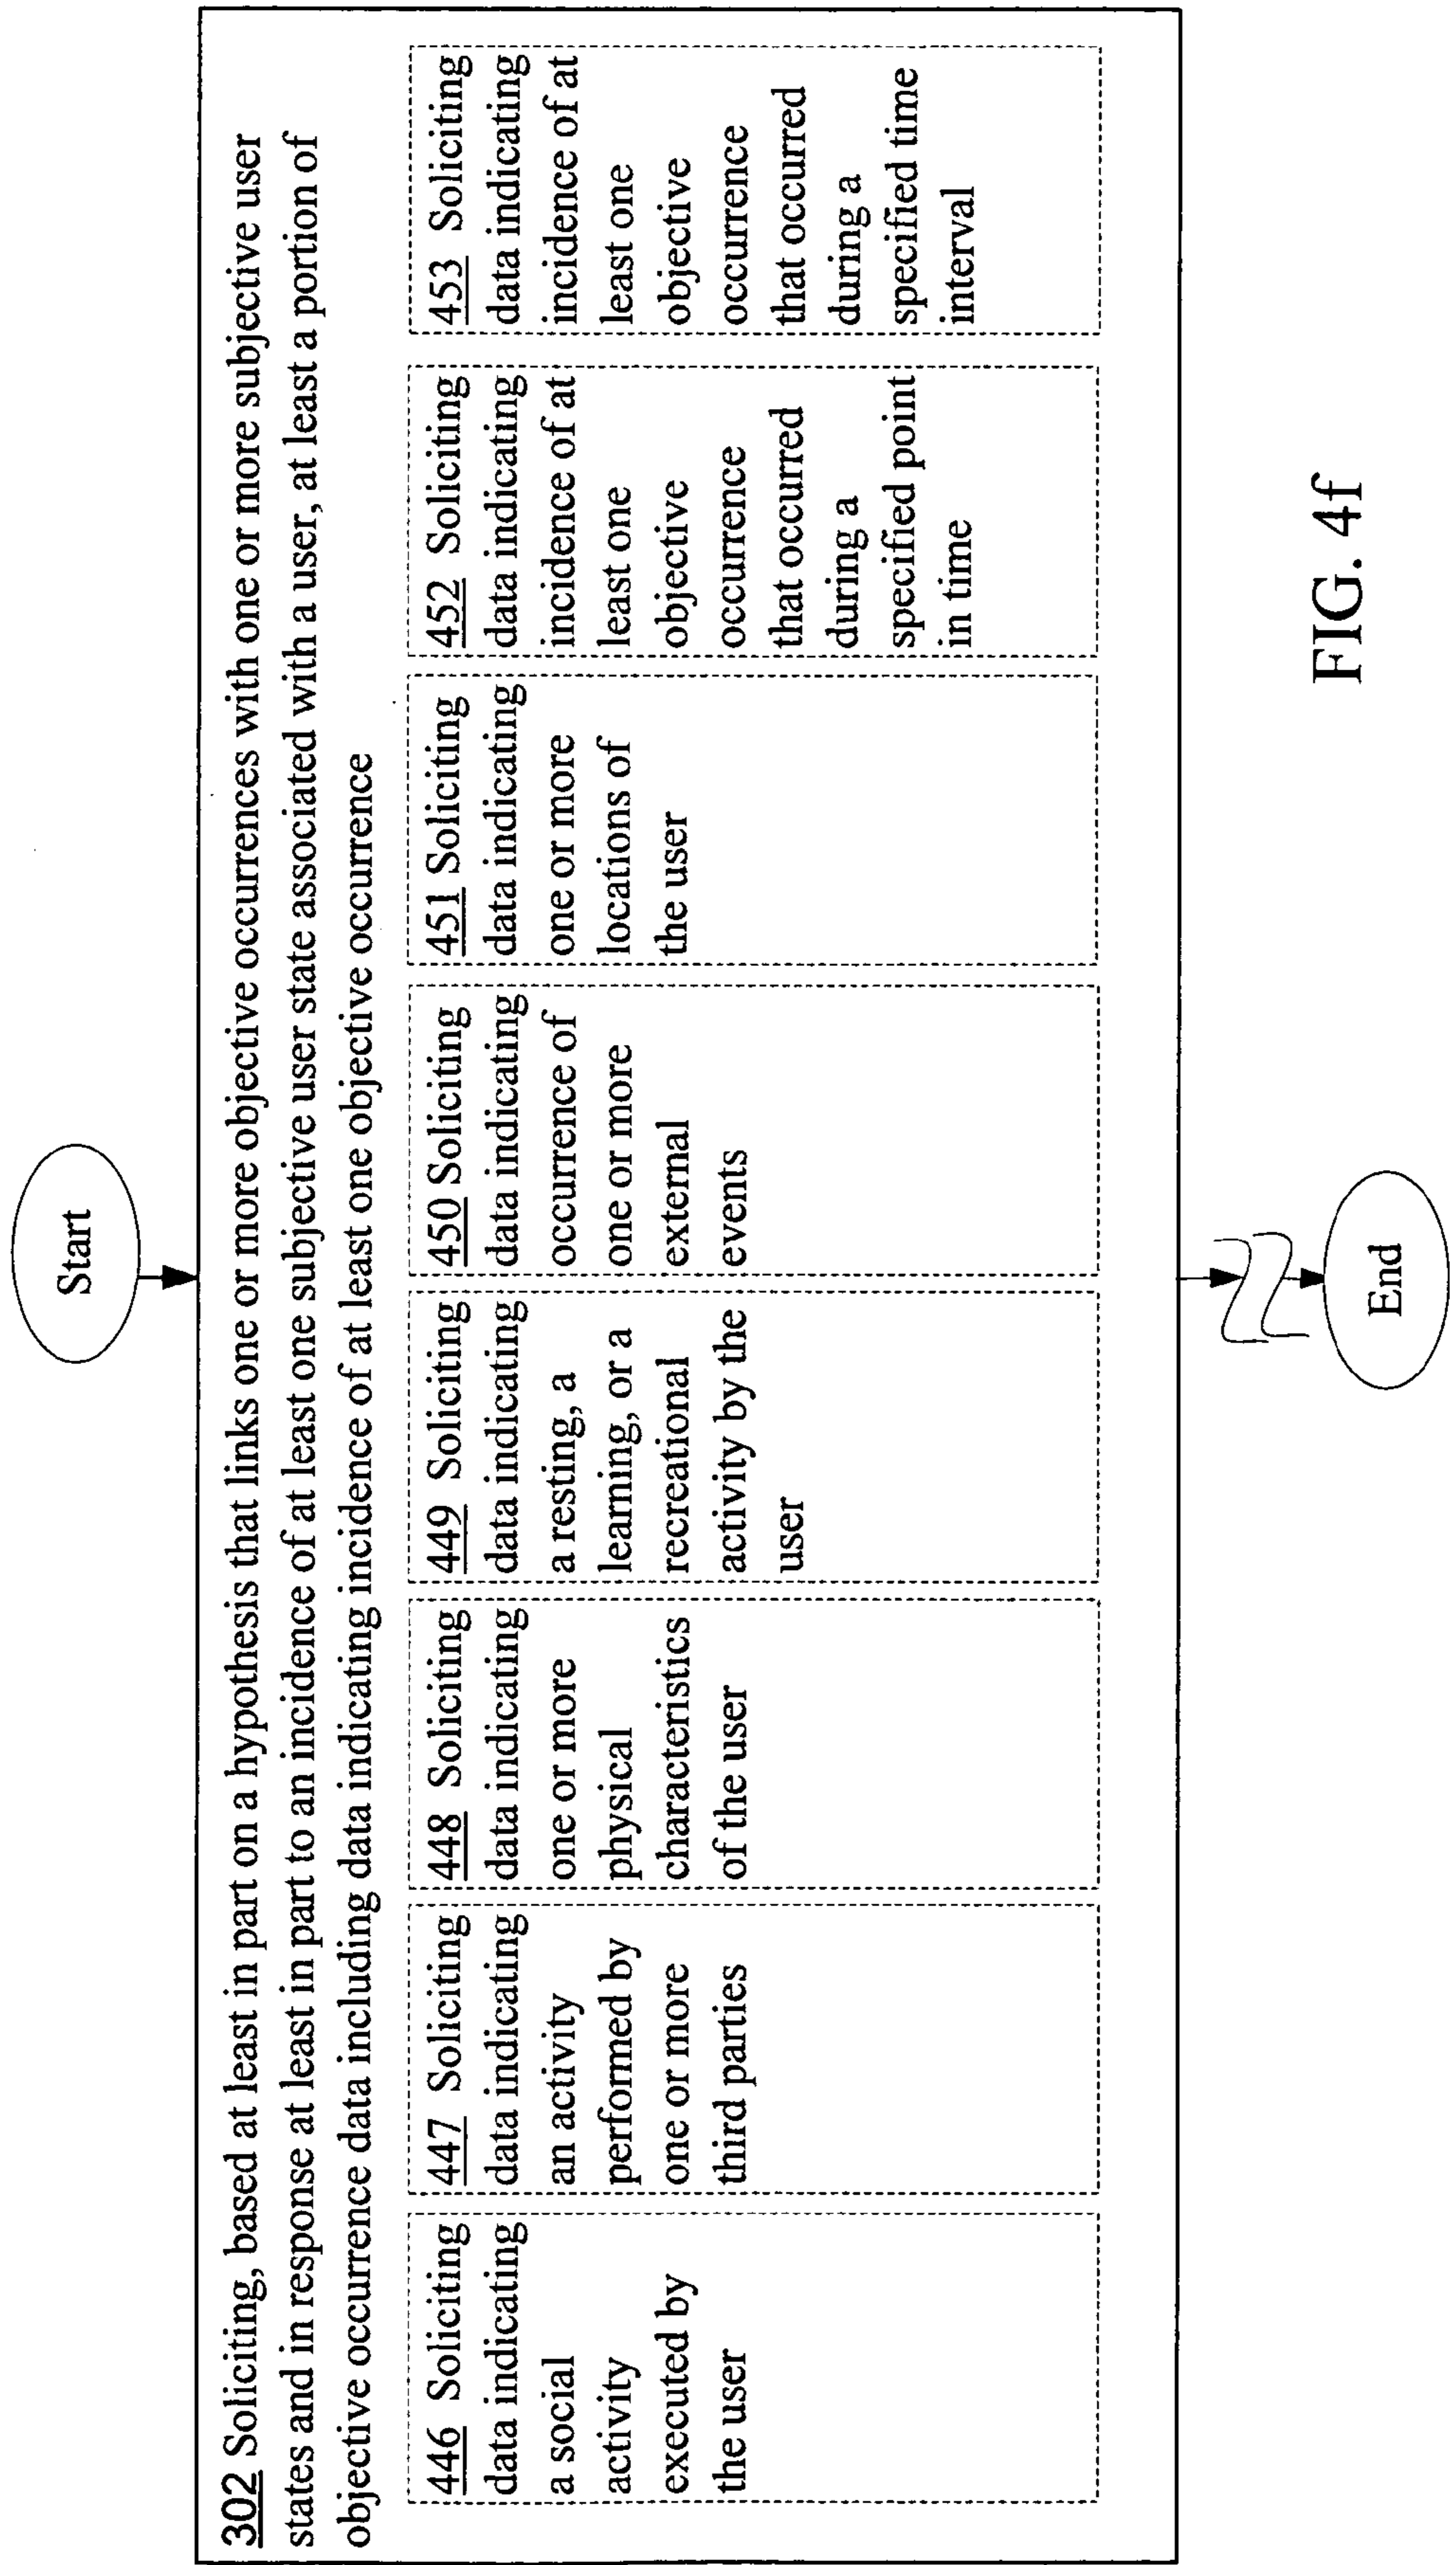 Start
302 Soliciting, based at least in part on a hypothesis that links one or more objective occurrences with one or more subjective user
states and in response at least in part to an incidence of at least one subjective user state associated with a user, at least a portion of
objective occurrence data including data indicating incidence of at least one objective occurrence
446 Soliciting
data indicating
a social
activity
executed by
the user
447 Soliciting
data indicating
an activity
performed by
one or more
third parties
448 Soliciting
data indicating
one or more
physical
characteristics
of the user
449 Soliciting
data indicating
a resting, a
learning, or a
recreational
activity by the
user
450 Soliciting
data indicating
occurrence of
one or more
external
events
451 Soliciting
data indicating
one or more
locations of
the user
452 Soliciting
data indicating
incidence of at
least one
objective
occurrence
that occurred
during a
specified point
in time
453 Soliciting
data indicating
incidence of at
least one
objective
occurrence
that occurred
during a
specified time
interval
End
FIG. 4f